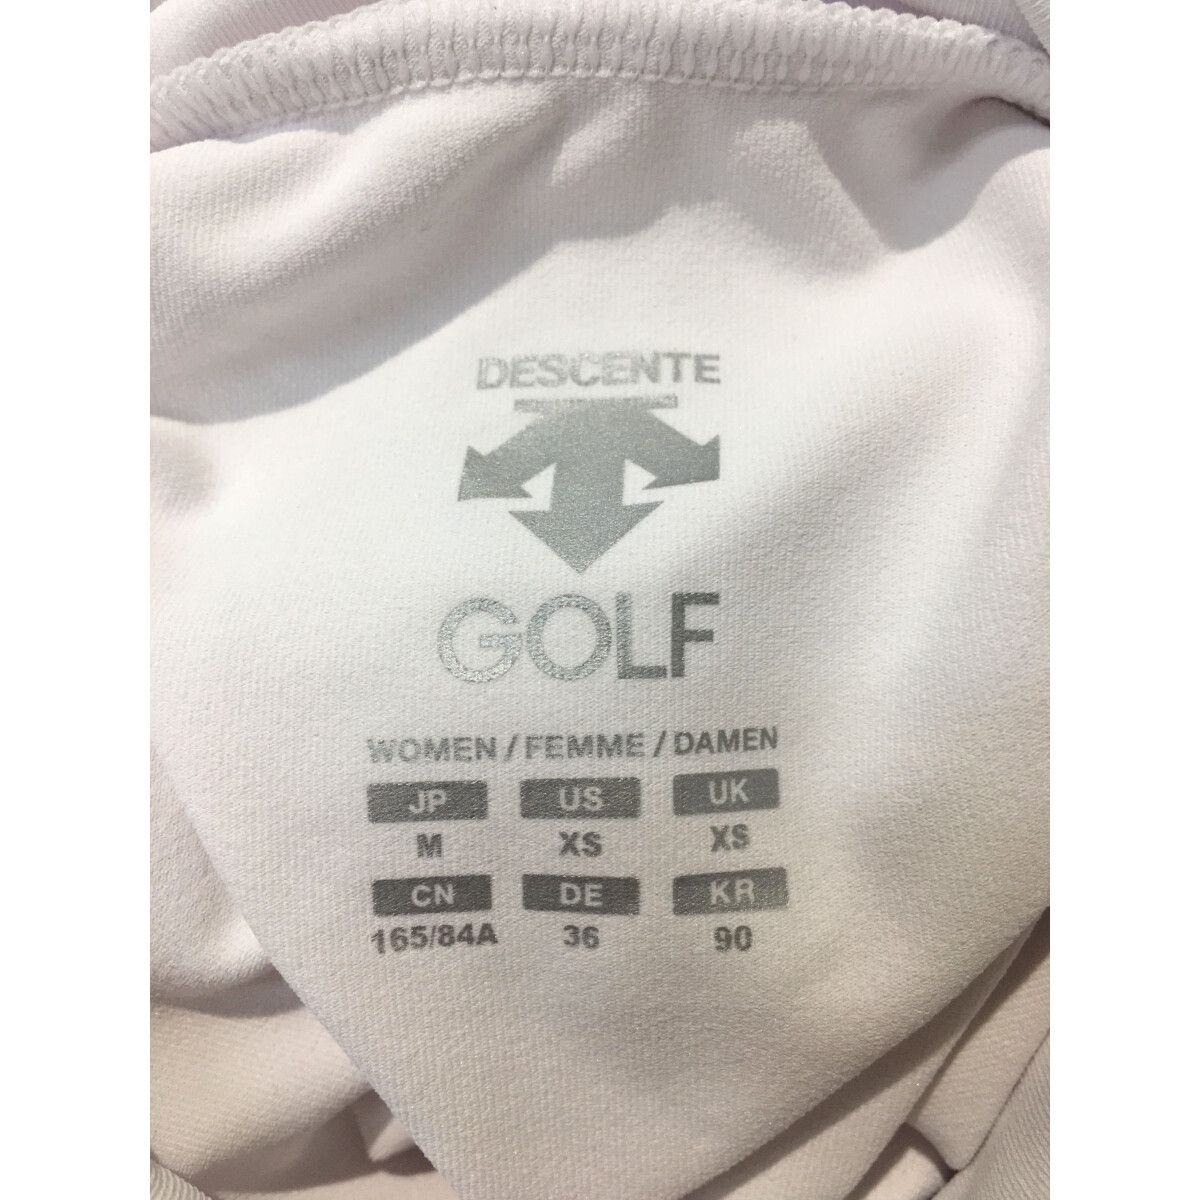 DESCENTE
GOLF
WOMEN / FEMME / DAMEN
JP US UK
M XS XS
CN DE KR
165/84A 36 90